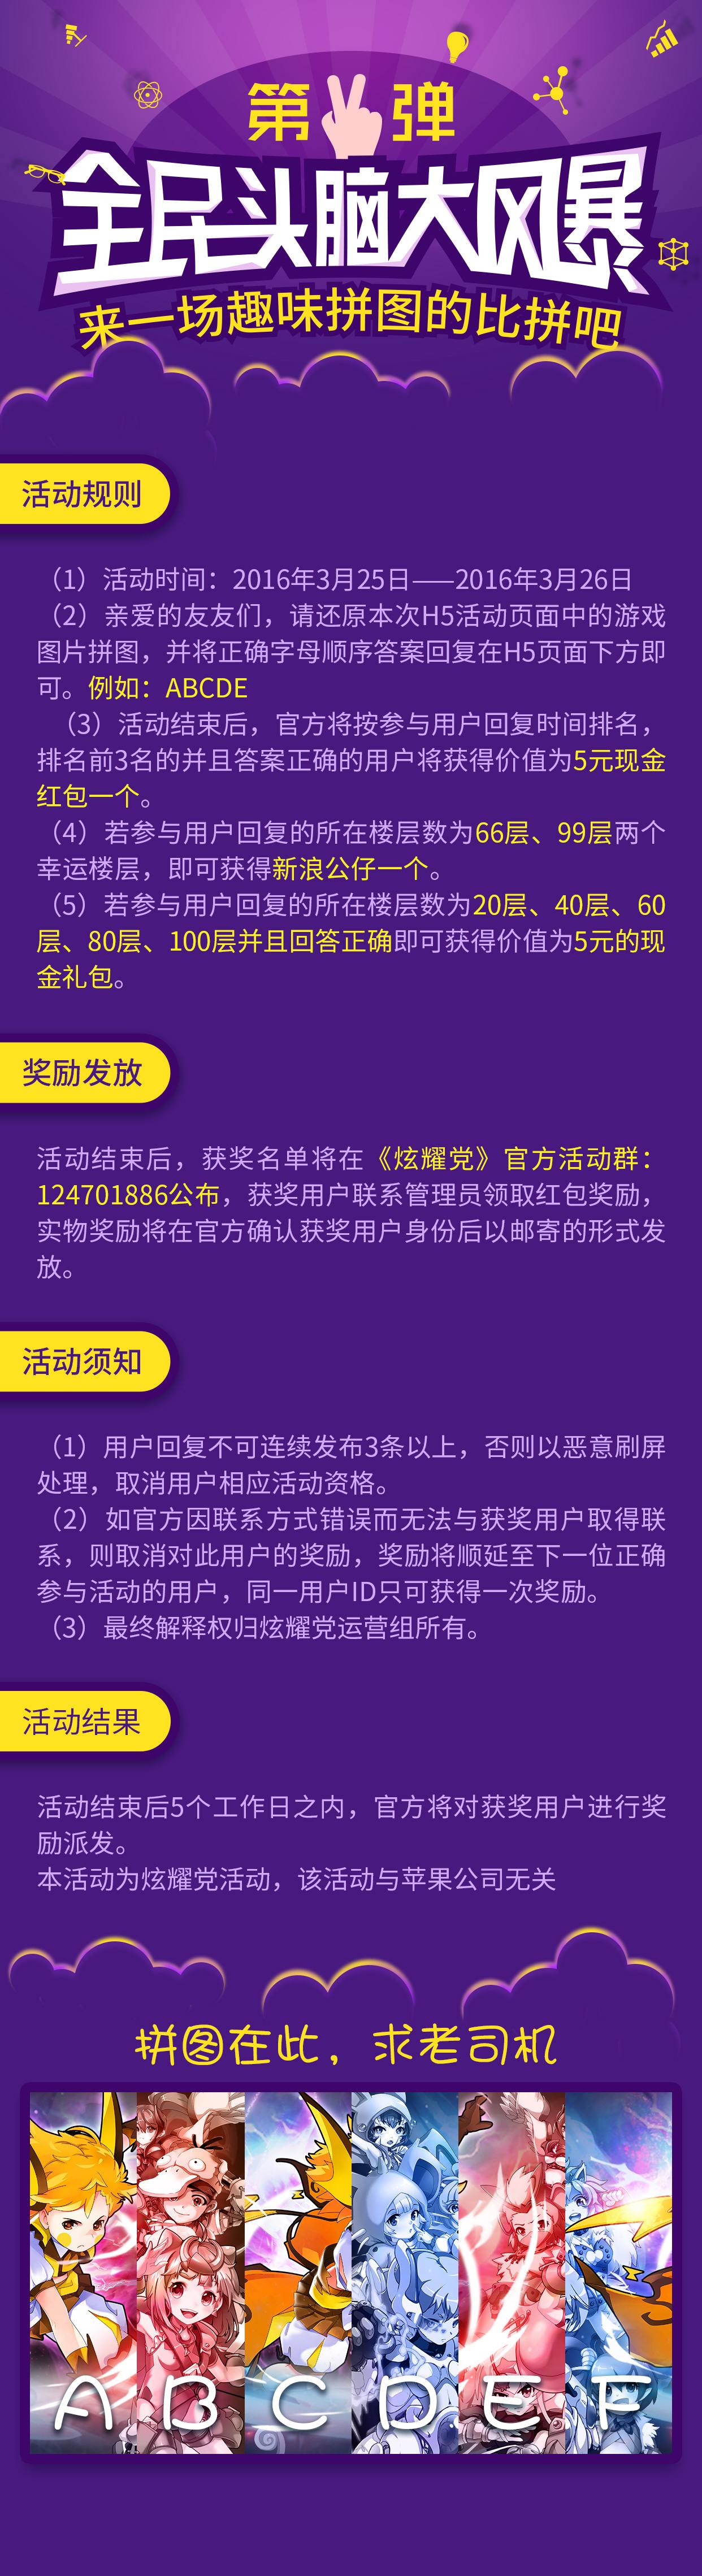 第弹
全民头脑大风暴
来一场趣味拼图的比拼吧
活动规则
（1）活动时间：2016年3月25日——2016年3月26日
（2）亲爱的友友们，请还原本次H5活动页面中的游戏
图片拼图，并将正确字母顺序答案回复在H5页面下方即
可。例如：ABCDE
（3）活动结束后，官方将按参与用户回复时间排名，
排名前3名的并且答案正确的用户将获得价值为5元现金
红包一个。
（4）若参与用户回复的所在楼层数为66层、99层两个
幸运楼层，即可获得新浪公仔一个。
（5）若参与用户回复的所在楼层数为20层、40层、60
层、80层、100层并且回答正确即可获得价值为5元的现
金礼包。
奖励发放
活动结束后，获奖名单将在《炫耀党》官方活动群：
124701886公布，获奖用户联系管理员领取红包奖励，
实物奖励将在官方确认获奖用户身份后以邮寄的形式发
放。
活动须知
（1）用户回复不可连续发布3条以上，否则以恶意刷屏
处理，取消用户相应活动资格。
（2）如官方因联系方式错误而无法与获奖用户取得联
系，则取消对此用户的奖励，奖励将顺延至下一位正确
参与活动的用户，同一用户ID只可获得一次奖励。
（3）最终解释权归炫耀党运营组所有。
活动结果
活动结束后5个工作日之内，官方将对获奖用户进行奖
励派发。
本活动为炫耀党活动，该活动与苹果公司无关
拼图在此，求老司机
A B C D E F